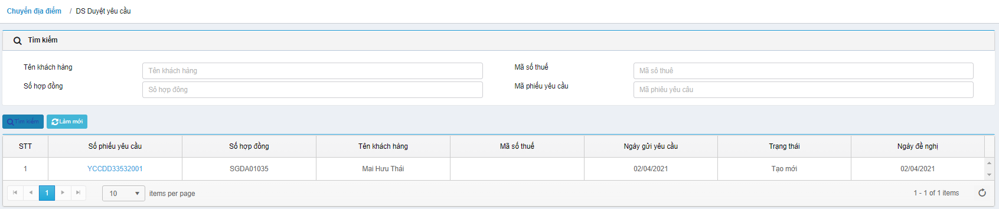 Chuyển địa điểm / DS Duyệt yêu cầu
Tìm kiếm
Tên khách hàng Tên khách hàng Mã số thuế Mã số thuế
Số hợp đồng Số hợp đồng Mã phiếu yêu cầu Mã phiếu yêu cầu
Tìm kiếm Làm mới
STT Số phiếu yêu cầu Số hợp đồng Tên khách hàng Mã số thuế Ngày gửi yêu cầu Trạng thái Ngày đề nghị
1 YCCDD33532001 SGDA01035 Mai Hưu Thái 02/04/2021 Tạo mới 02/04/2021
1 10 items per page 1 - 1 of 1 items